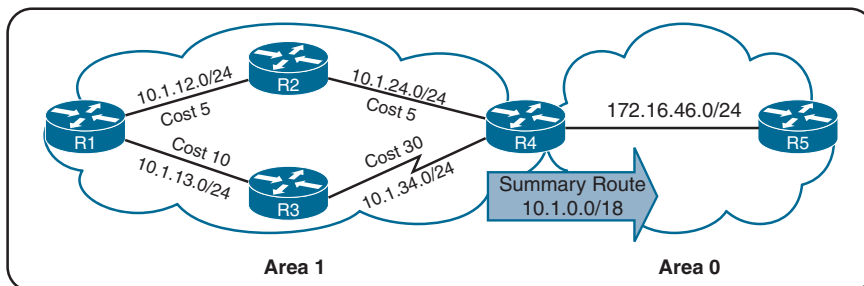 10.1.12.0/24
Cost 5
R2
10.1.24.0/24
Cost 5
R1
Cost 10
10.1.13.0/24
R3
Cost 30
10.1.34.0/24
R4
172.16.46.0/24
R5
Summary Route
10.1.0.0/18
Area 1
Area 0